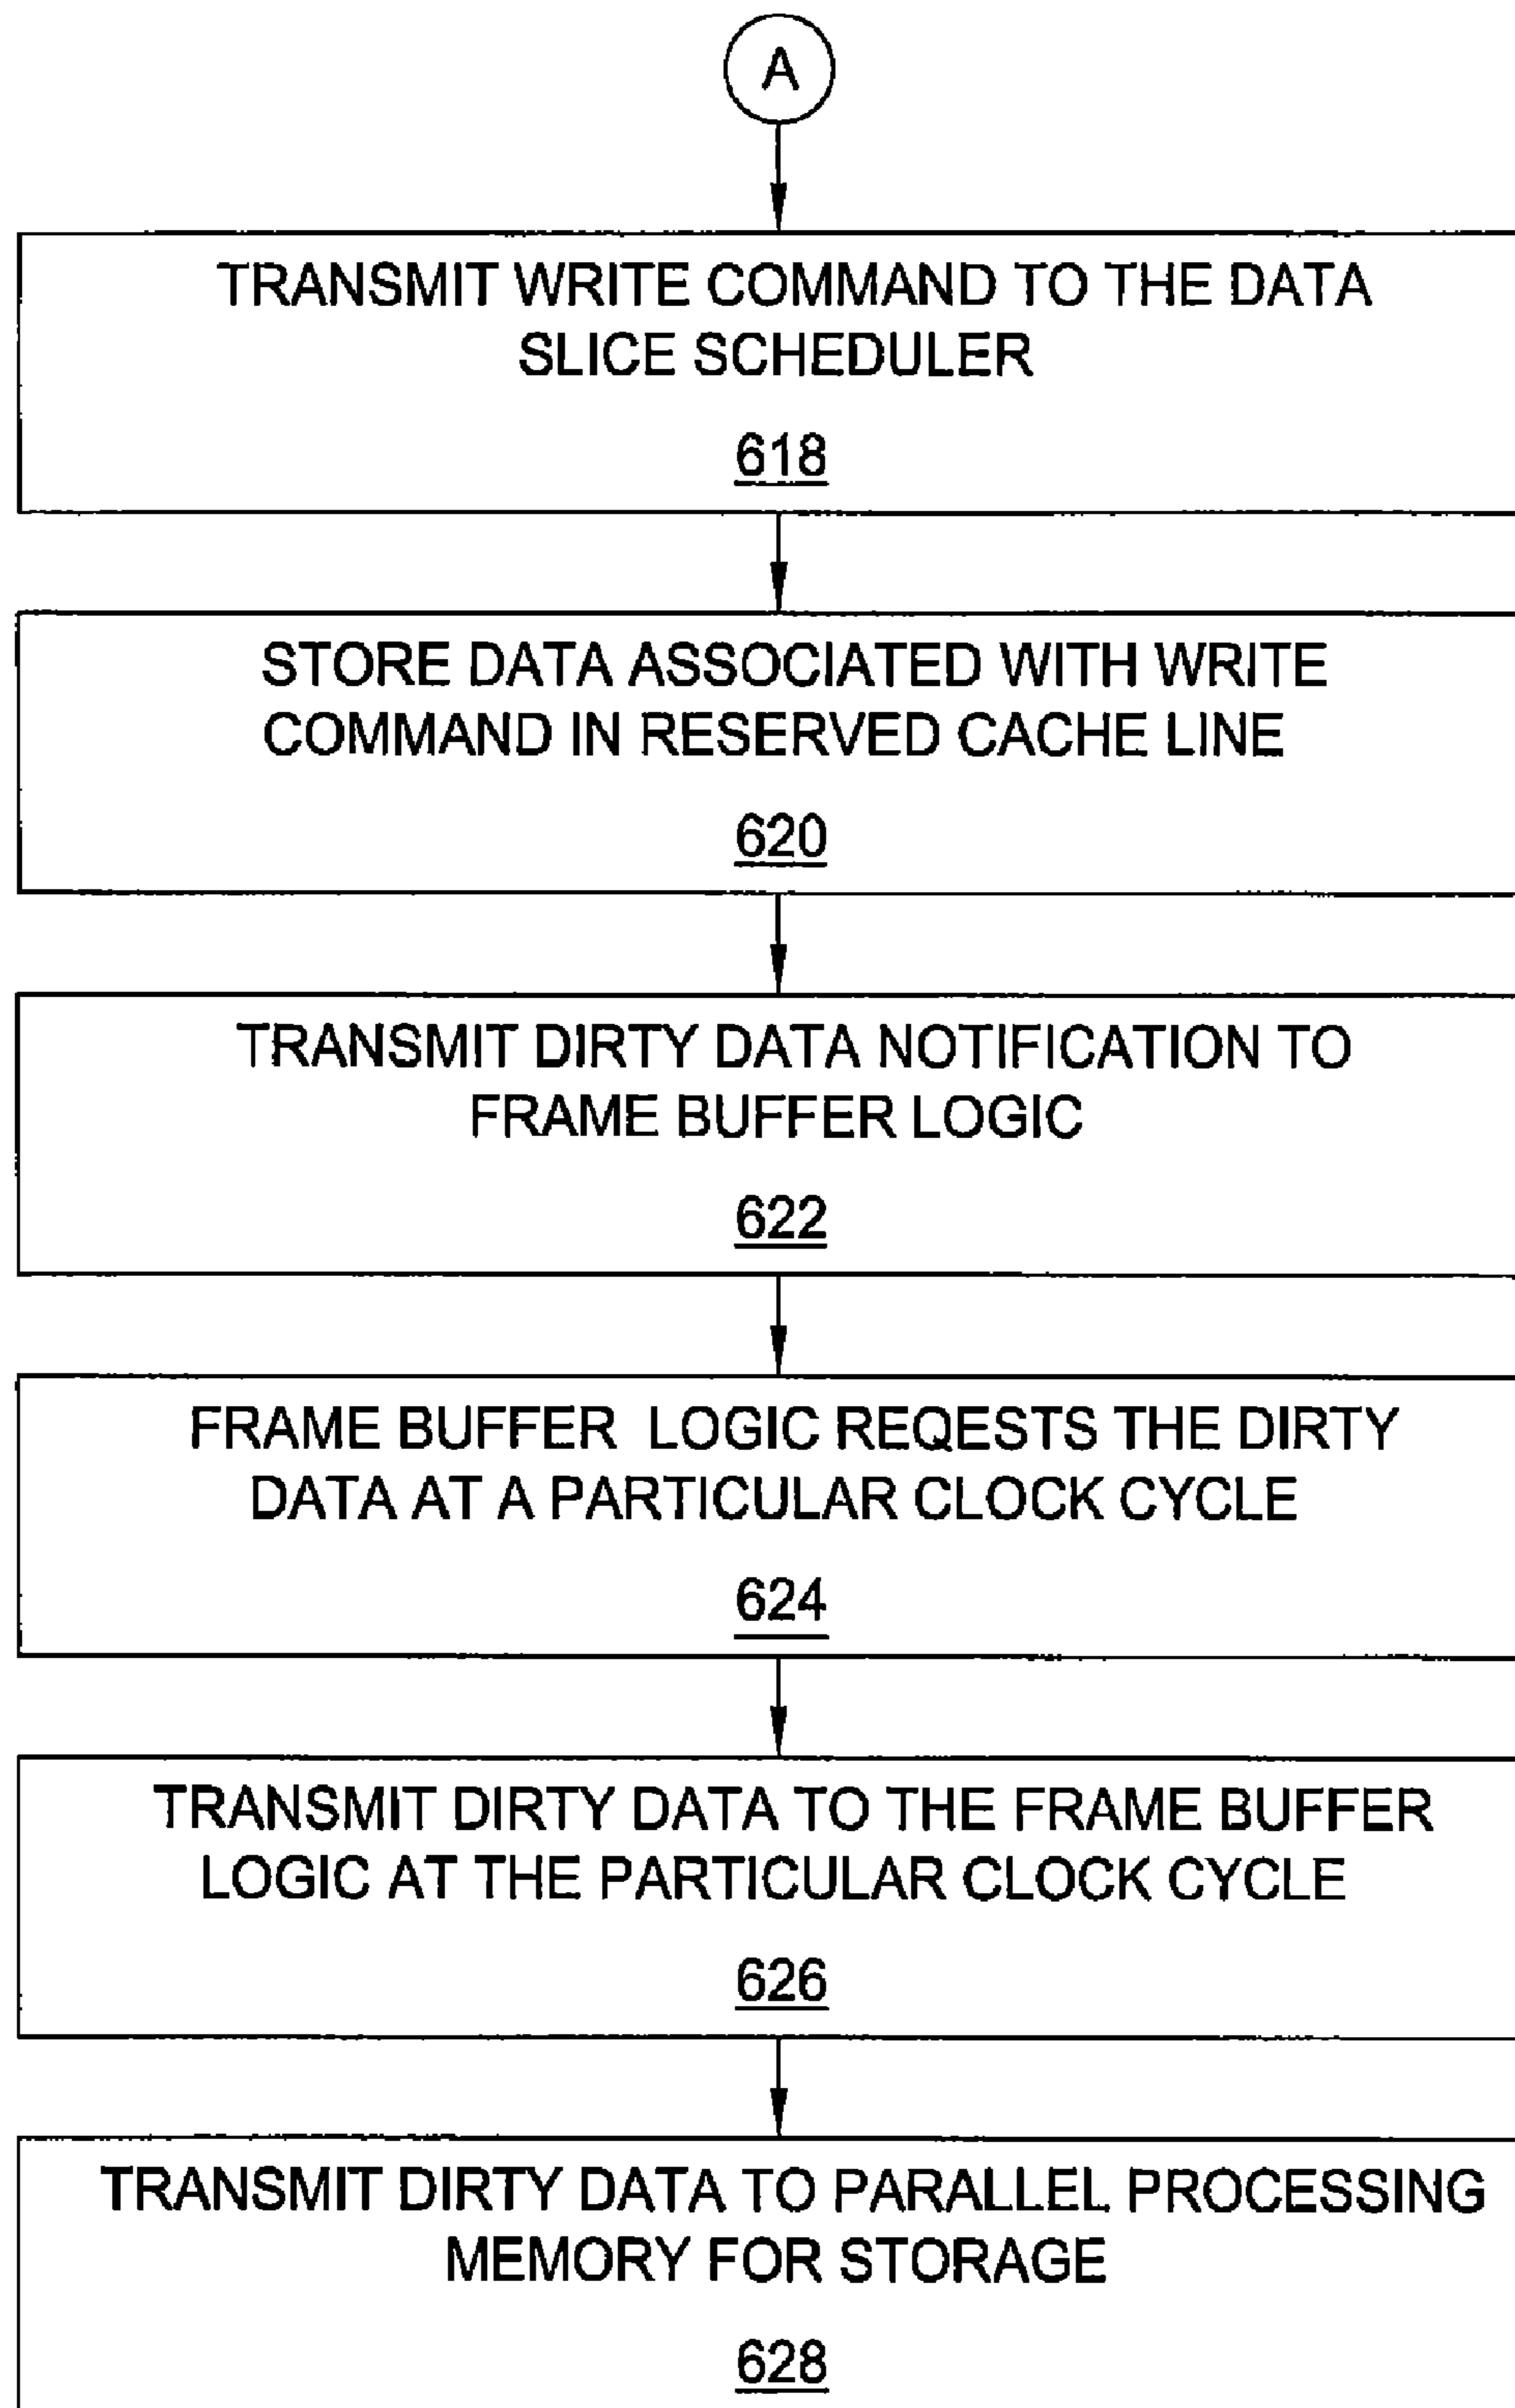 A
TRANSMIT WRITE COMMAND TO THE DATA
SLICE SCHEDULER
618
STORE DATA ASSOCIATED WITH WRITE
COMMAND IN RESERVED CACHE LINE
620
TRANSMIT DIRTY DATA NOTIFICATION TO
FRAME BUFFER LOGIC
622
FRAME BUFFER LOGIC REQESTS THE DIRTY
DATA AT A PARTICULAR CLOCK CYCLE
624
TRANSMIT DIRTY DATA TO THE FRAME BUFFER
LOGIC AT THE PARTICULAR CLOCK CYCLE
626
TRANSMIT DIRTY DATA TO PARALLEL PROCESSING
MEMORY FOR STORAGE
628